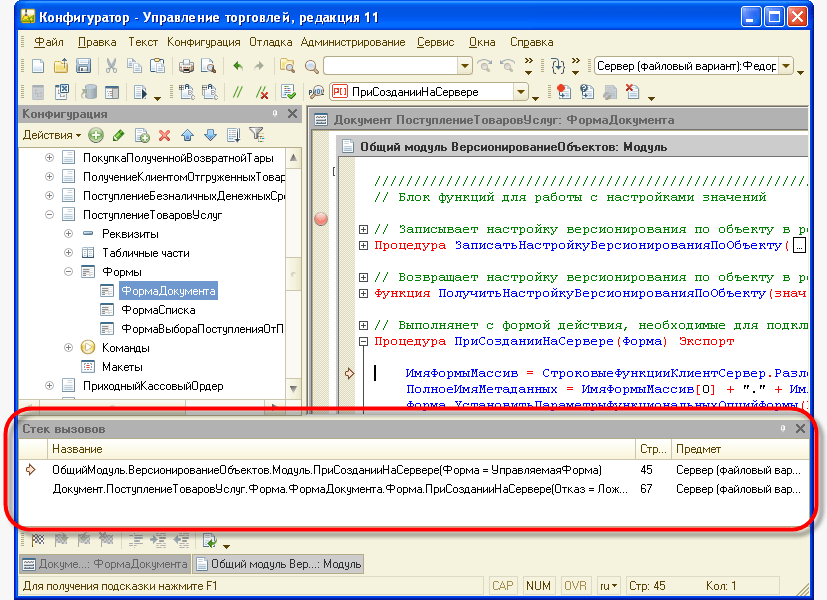 Конфигуратор - Управление торговлей, редакция 11
Файл Правка Текст Конфигурация Отладка Администрирование Сервис Окна Справка
Сервер (файловый вариант):Федор
ПриСозданииНаСервере
Конфигурация
Действия
Документ ПоступлениеТоваровУслуг: ФормаДокумента
Общий модуль ВерсионированиеОбъектов: Модуль
ПокупкаПолученнойВозвратнойТары
ПолучениеКлиентомОтгруженныхТовар
ПоступлениеБезналичныхДенежныхСре
ПоступлениеТоваровУслуг
Реквизиты
Табличные части
Формы
ФормаДокумента
ФормаСписка
ФормаВыбораПоступленияОтП
Команды
Макеты
ПриходныйКассовыйОрдер
// Блок функций для работы с настройками значений
// Записывает настройку версионирования по объекту в р
Процедура ЗаписатьНастройкуВерсионированияПоОбъекту( ...
// Возвращает настройку версионирования по объекту в р
Функция ПолучитьНастройкуВерсионированияПоОбъекту(знач
// Выполнянет с формой действия, необходимые для подкл
Процедура ПриСозданииНаСервере(Форма) Экспорт
ИмяФормыМассив = СтроковыеФункцииКлиентСервер.Разл
ПолноеИмяМетаданных = ИмяФормыМассив[0] + "." + Им
Форма.УстановитьПараметрыФункциональныхОпцийФормы(
Стек вызовов
Название Стр... Предмет
ОбщийМодуль.ВерсионированиеОбъектов.Модуль.ПриСозданииНаСервере(Форма = УправляемаяФорма) 45 Сервер (файловый вар...
Документ.ПоступлениеТоваровУслуг.Форма.ФормаДокумента.Форма.ПриСозданииНаСервере(Отказ = Лож... 67 Сервер (файловый вар...
Докуме...: ФормаДокумента Общий модуль Вер...: Модуль
Для получения подсказки нажмите F1 CAP NUM OVR ru Стр: 45 Кол: 1